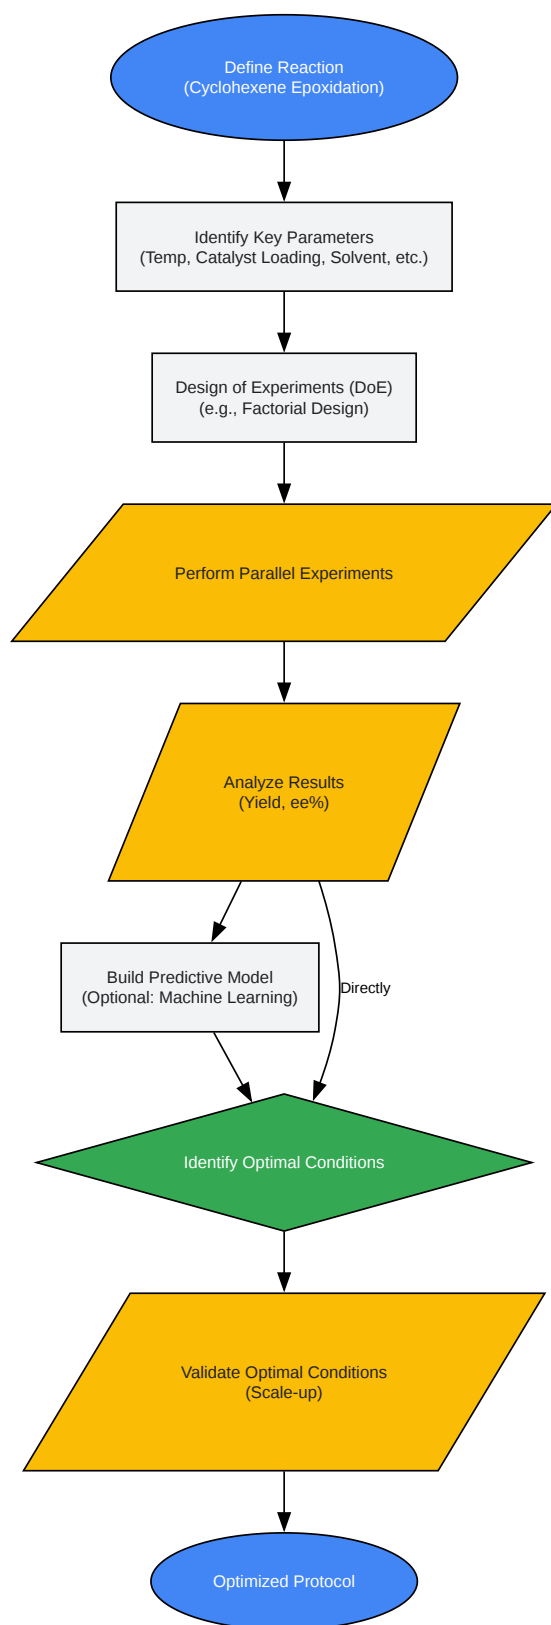 Define Reaction
(Cyclohexene Epoxidation)
Identify Key Parameters
(Temp, Catalyst Loading, Solvent, etc.)
Design of Experiments (DoE)
(e.g., Factorial Design)
Perform Parallel Experiments
Analyze Results
(Yield, ee%)
Build Predictive Model
(Optional: Machine Learning)
Directly
Identify Optimal Conditions
Validate Optimal Conditions
(Scale-up)
Optimized Protocol